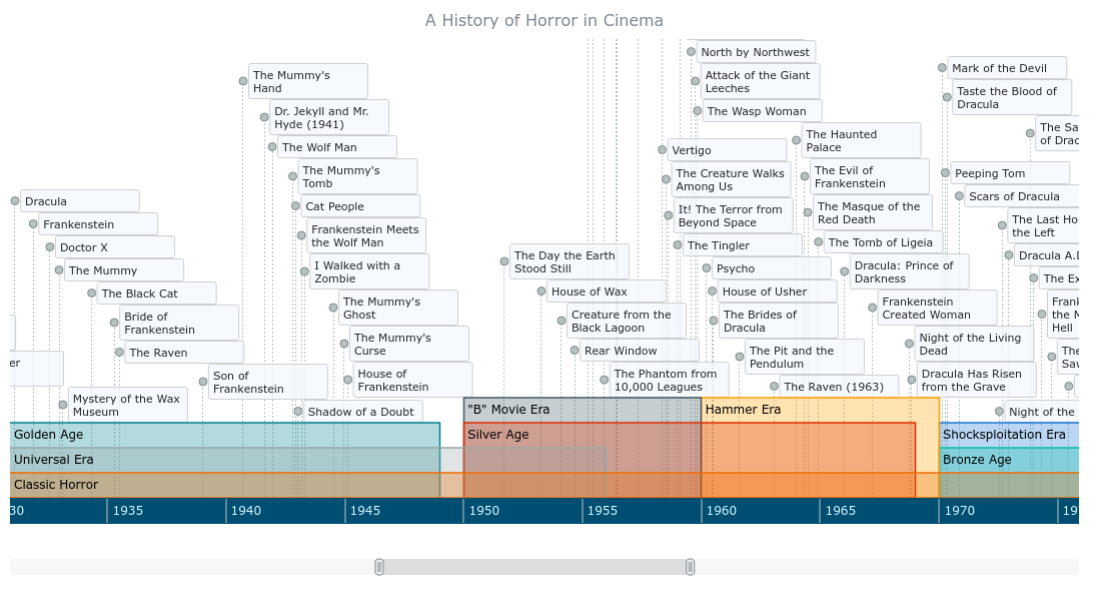 A History of Horror in Cinema
North by Northwest
Attack of the Giant
Leeches
The Wasp Woman
Mark of the Devil
Taste the Blood of
Dracula
The Mummy's
Hand
Dr. Jekyll and Mr.
Hyde (1941)
The Wolf Man
The Mummy's
Tomb
Cat People
Frankenstein Meets
the Wolf Man
I Walked with a
Zombie
The Mummy's
Ghost
The Mummy's
Curse
House of
Frankenstein
Shadow of a Doubt
Dracula
Frankenstein
Doctor X
The Mummy
The Black Cat
Bride of
Frankenstein
The Raven
Son of
Frankenstein
er
Mystery of the Wax
Museum
The Day the Earth
Stood Still
House of Wax
Creature from the
Black Lagoon
Rear Window
The Phantom from
10,000 Leagues
Vertigo
The Creature Walks
Among Us
It! The Terror from
Beyond Space
The Tingler
Psycho
House of Usher
The Brides of
Dracula
The Pit and the
Pendulum
The Raven (1963)
The Haunted
Palace
The Evil of
Frankenstein
The Masque of the
Red Death
The Tomb of Ligeia
Dracula: Prince of
Darkness
Frankenstein
Created Woman
Night of the Living
Dead
Dracula Has Risen
from the Grave
The Sa
of Drac
Peeping Tom
Scars of Dracula
The Last Ho
the Left
Dracula A.D
The Ex
Frank
the M
Hell
The
Sav
Night of the
"B" Movie Era
Hammer Era
Golden Age
Silver Age
Shocksploitation Era
Universal Era
Bronze Age
Classic Horror
30 1935 1940 1945 1950 1955 1960 1965 1970 19